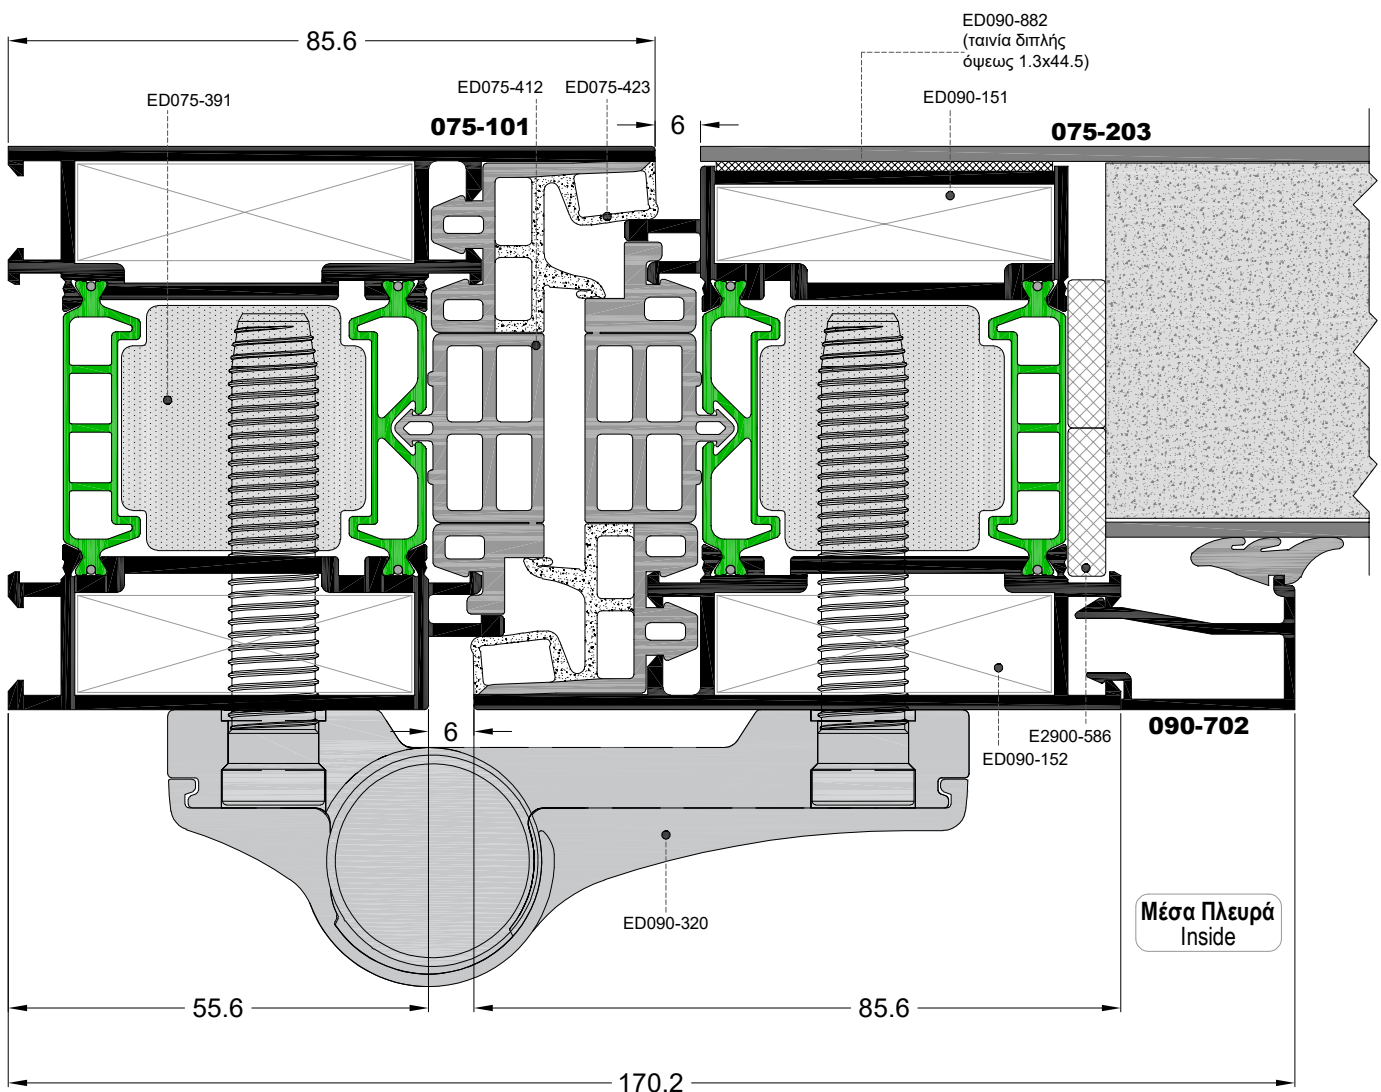 ED090-882
(ταινία διπλής
όψεως 1.3x44.5)
85.6
ED075-391
ED075-412
ED075-423
ED090-151
075-101
6
075-203
6
090-702
E2900-586
ED090-152
ED090-320
Μέσα Πλευρά
Inside
55.6
85.6
170.2